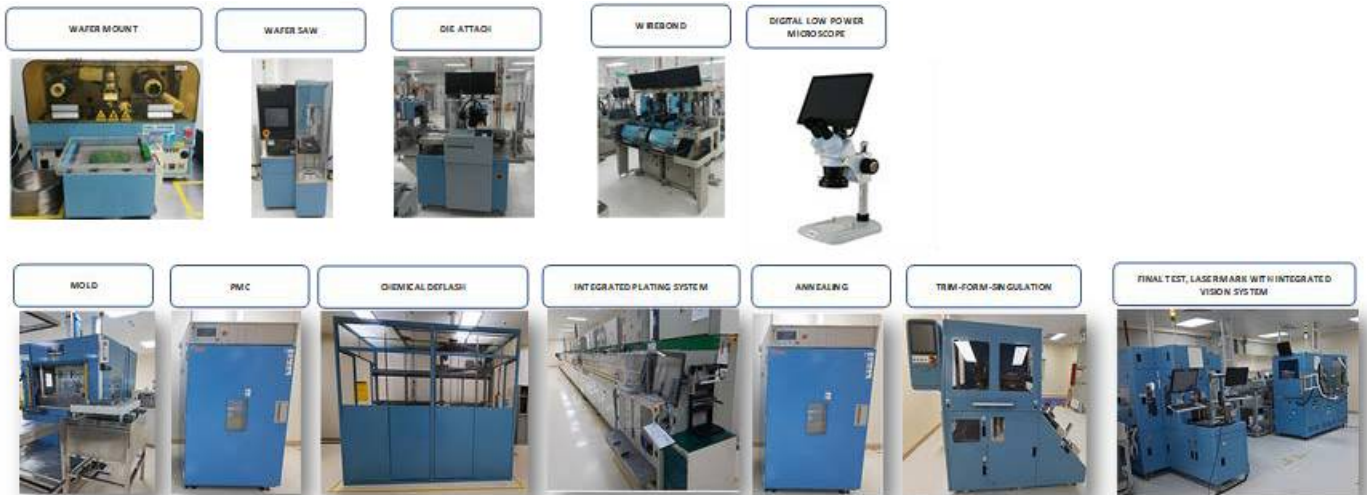 WAFER MOUNT
WAFER SAW
DIE ATTACH
WIREBOND
DIGITAL LOW POWER
MICROSCOPE
MOLD
PMC
CHEMICAL DEFLASH
INTEGRATED PLATING SYSTEM
ANNEALING
TRIM-FORM-SINGULATION
FINAL TEST, LASERMARK WITH INTEGRATED
VISION SYSTEM